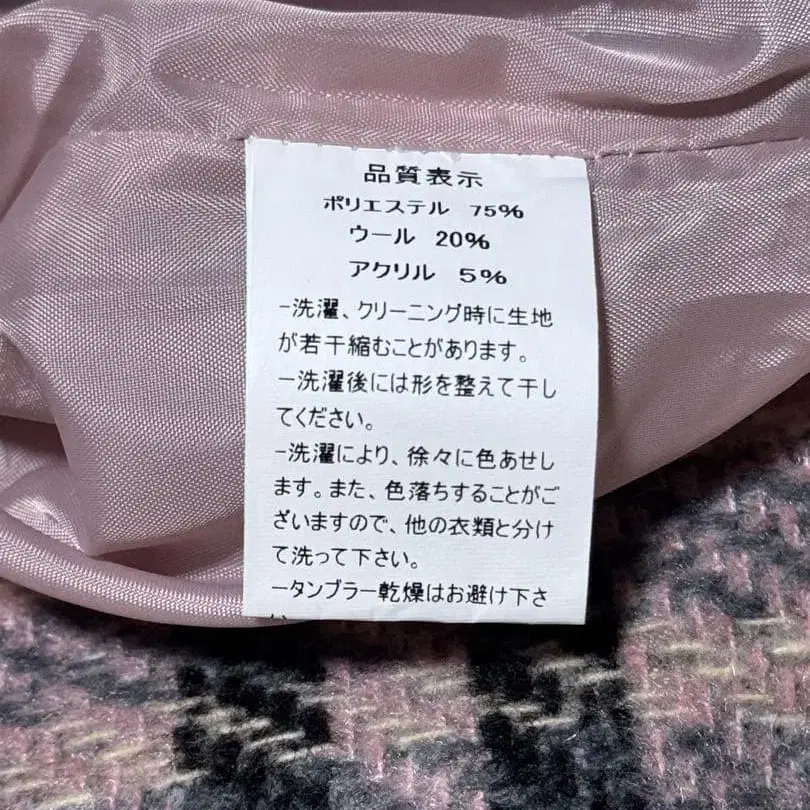 品質表示
ポリエステル 75%
ウール 20%
アクリル 5%
-洗濯、クリーニング時に生地
が若干縮むことがあります。
-洗濯後には形を整えて干し
てください。
-洗濯により、徐々に色あせし
ます。また、色落ちすることがご
ざいますので、他の衣類と分け
て洗って下さい。
-タンブラー乾燥はお避け下さ